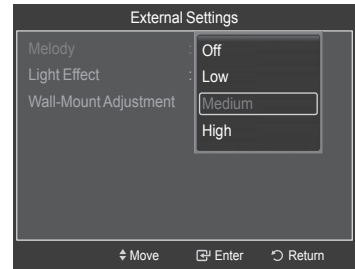 External Settings
Melody :
Light Effect :
Wall-Mount Adjustment
Off
Low
Medium
High
Move Enter Return